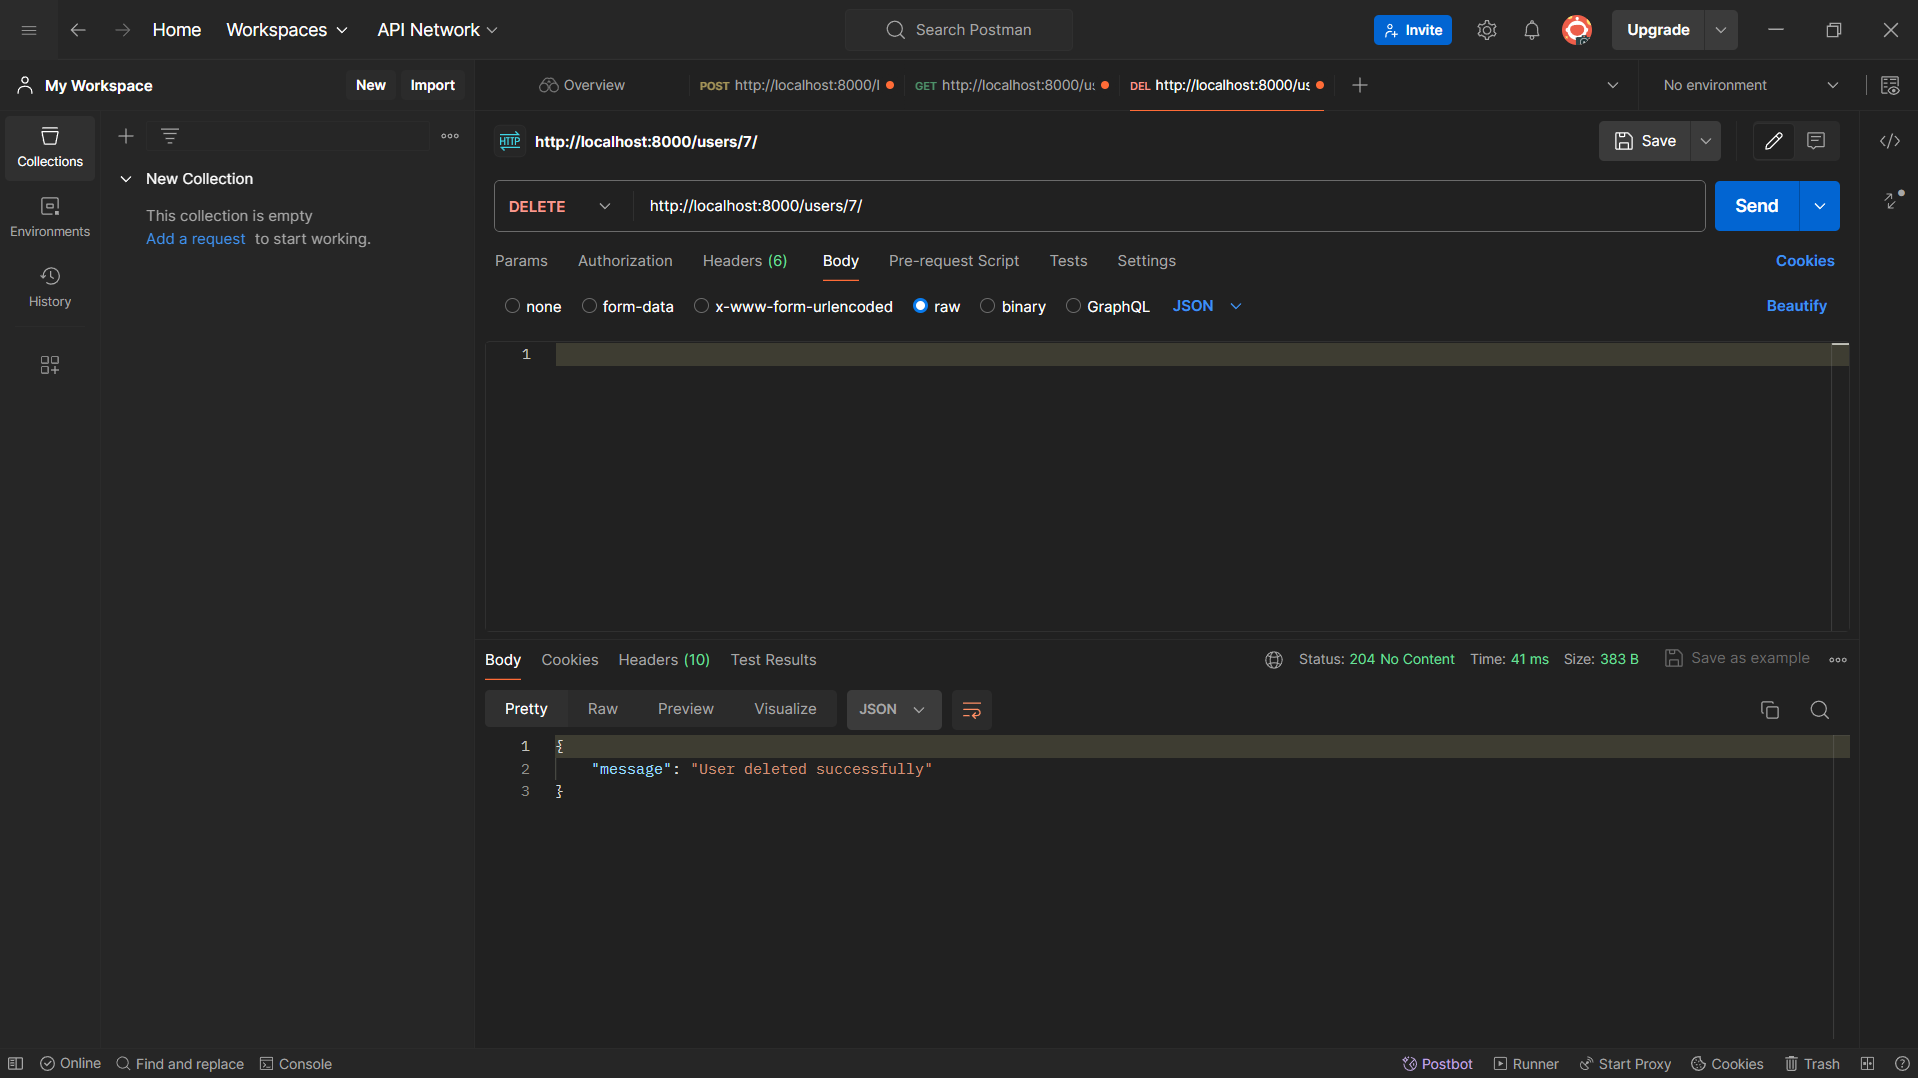 Home Workspaces API Network Search Postman Invite Upgrade
My Workspace New Import Overview POST http://localhost:8000/l GET http://localhost:8000/us DEL http://localhost:8000/us No environment
Collections
Environments
History
New Collection
This collection is empty
Add a request to start working.
HTTP http://localhost:8000/users/7/ Save
DELETE http://localhost:8000/users/7/ Send
Params Authorization Headers (6) Body Pre-request Script Tests Settings Cookies
none form-data x-www-form-urlencoded raw binary GraphQL JSON Beautify
1
Body Cookies Headers (10) Test Results Status: 204 No Content Time: 41 ms Size: 383 B Save as example
Pretty Raw Preview Visualize JSON
1 {
2 "message": "User deleted successfully"
3 }
Online Find and replace Console Postbot Runner Start Proxy Cookies Trash